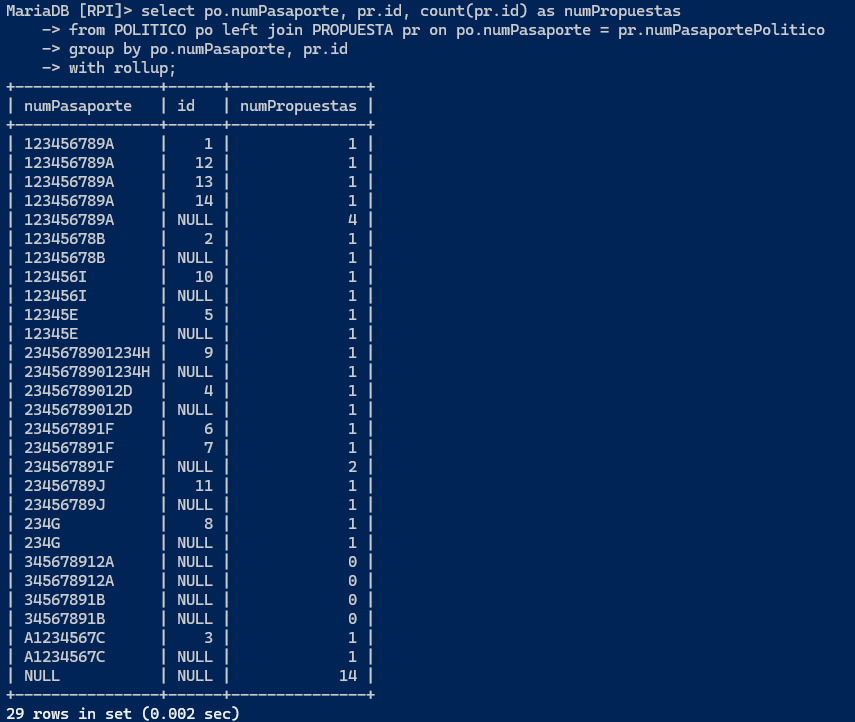 MariaDB [RPI]> select po.numPasaporte, pr.id, count(pr.id) as numPropuestas
    -> from POLITICO po left join PROPUESTA pr on po.numPasaporte = pr.numPasaportePolitico
    -> group by po.numPasaporte, pr.id
    -> with rollup;
+----------------+------+---------------+
| numPasaporte   | id   | numPropuestas |
+----------------+------+---------------+
| 123456789A     |    1 |             1 |
| 123456789A     |   12 |             1 |
| 123456789A     |   13 |             1 |
| 123456789A     |   14 |             1 |
| 123456789A     | NULL |             4 |
| 12345678B      |    2 |             1 |
| 12345678B      | NULL |             1 |
| 123456I        |   10 |             1 |
| 123456I        | NULL |             1 |
| 12345E         |    5 |             1 |
| 12345E         | NULL |             1 |
| 2345678901234H |    9 |             1 |
| 2345678901234H | NULL |             1 |
| 23456789012D   |    4 |             1 |
| 23456789012D   | NULL |             1 |
| 234567891F     |    6 |             1 |
| 234567891F     |    7 |             1 |
| 234567891F     | NULL |             2 |
| 23456789J      |   11 |             1 |
| 23456789J      | NULL |             1 |
| 234G           |    8 |             1 |
| 234G           | NULL |             1 |
| 345678912A     | NULL |             0 |
| 345678912A     | NULL |             0 |
| 34567891B      | NULL |             0 |
| 34567891B      | NULL |             0 |
| A1234567C      |    3 |             1 |
| A1234567C      | NULL |             1 |
| NULL           | NULL |            14 |
+----------------+------+---------------+
29 rows in set (0.002 sec)